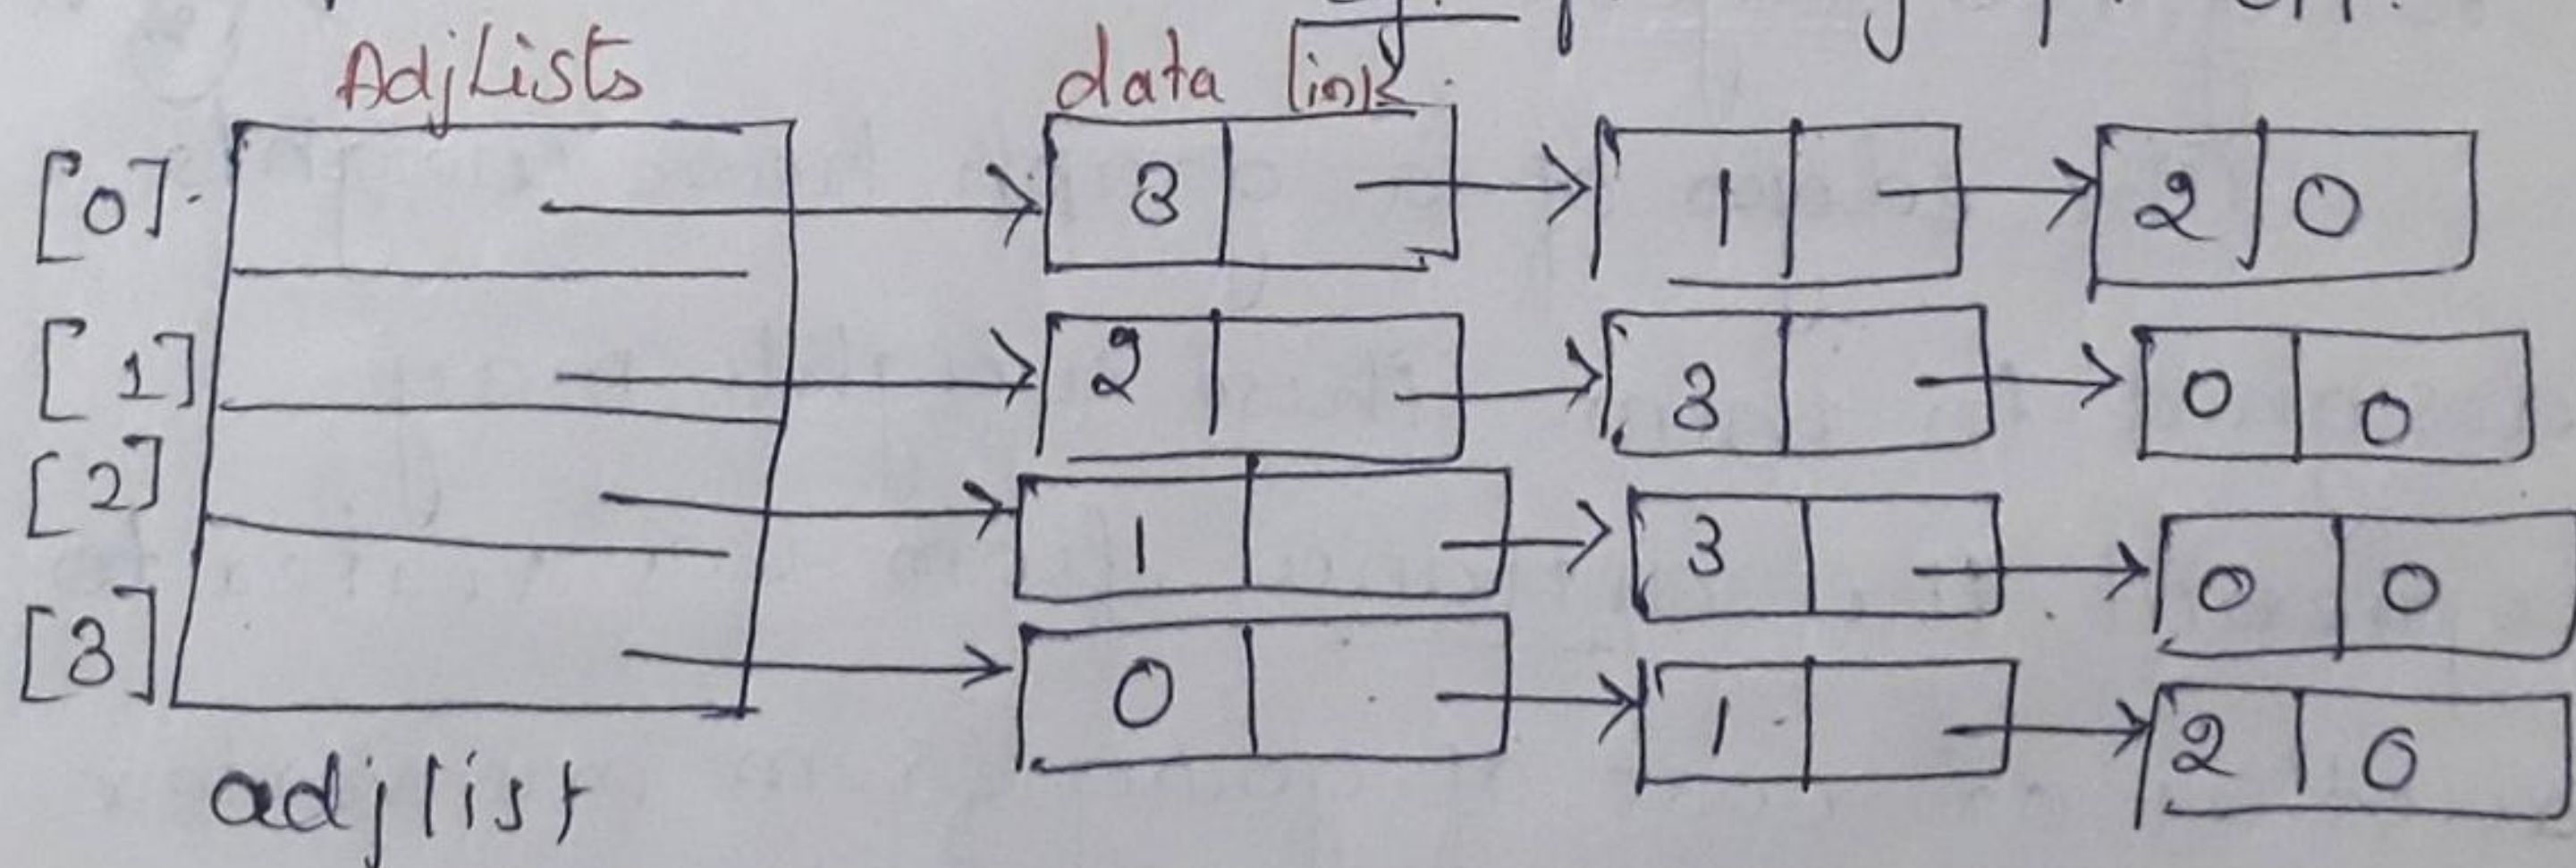 AdjLists data link
[0] 3 1 2 0
[1] 2 3 0 0
[2] 1 3 0 0
[3] 0 1 2 0
adjlist